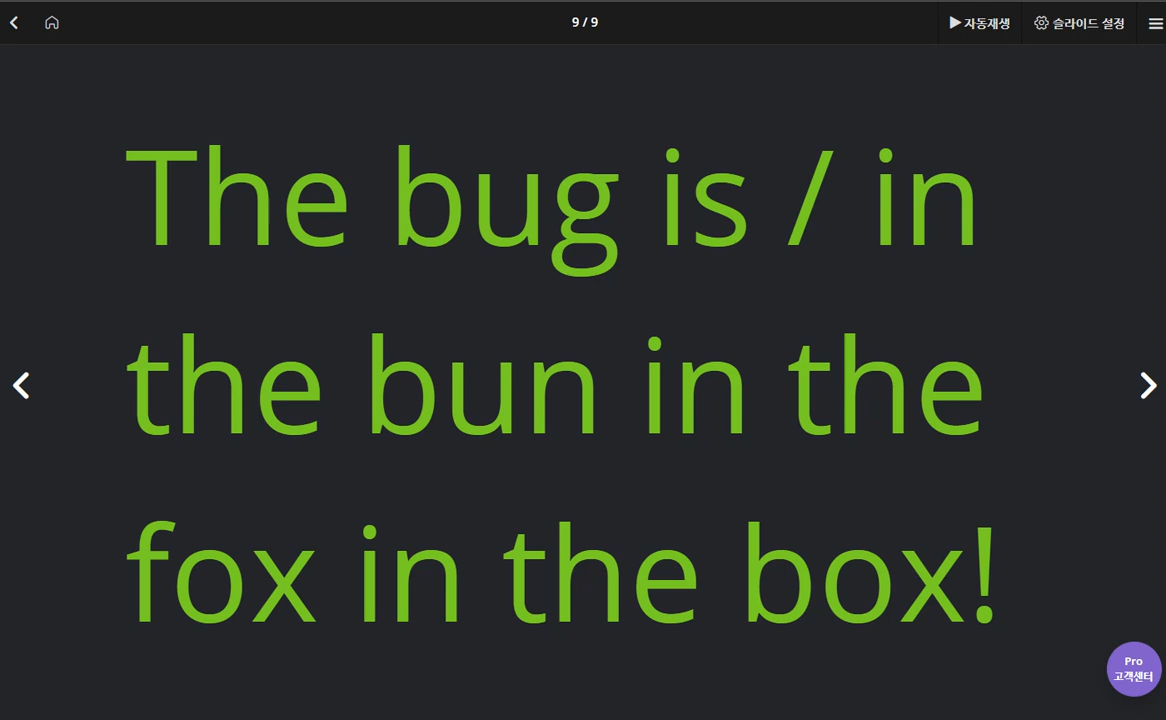 9 / 9
▶ 자동재생
슬라이드 설정
The bug is / in
the bun in the
fox in the box!
Pro
고객센터